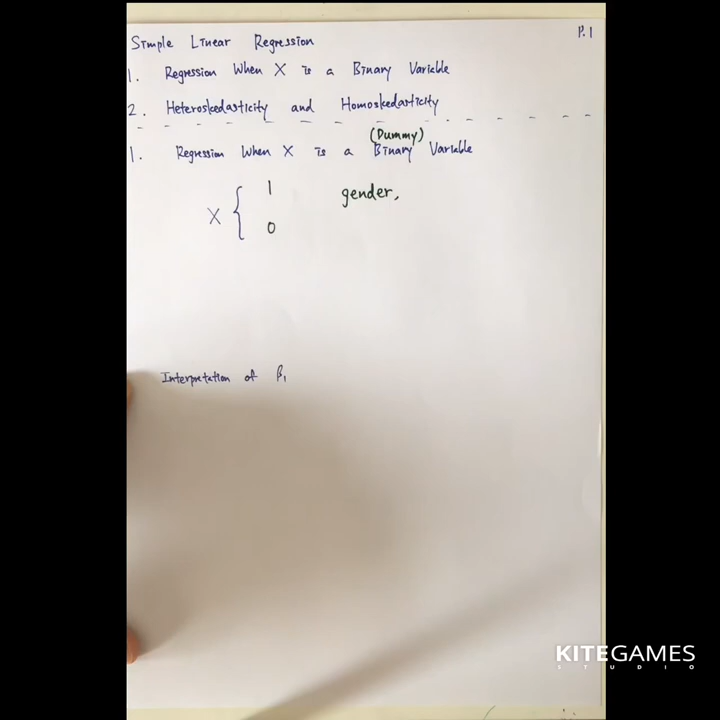 P.1
Simple Linear Regression
1. Regression When X is a Binary Variable
2. Heteroskedasticity and Homoskedasticity
(Dummy)
1. Regression When X is a Binary Variable
1 gender,
X {
0
Interpretation of β₁
KITEGAMES
STUDIO